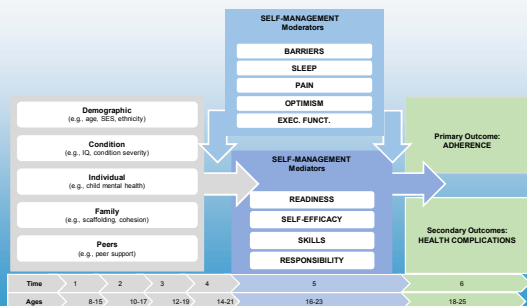 SELF-MANAGEMENT
Moderators
BARRIERS
SLEEP
PAIN
OPTIMISM
EXEC. FUNCT.
Demographic
(e.g., age, SES, ethnicity)
Condition
(e.g., IQ, condition severity)
Individual
(e.g., child mental health)
Family
(e.g., scaffolding, cohesion)
Peers
(e.g., peer support)
SELF-MANAGEMENT
Mediators
READINESS
SELF-EFFICACY
SKILLS
RESPONSIBILITY
Primary Outcome:
ADHERENCE
Secondary Outcomes:
HEALTH COMPLICATIONS
Time 1 2 3 4 5 6
Ages 8-15 10-17 12-19 14-21 16-23 18-25